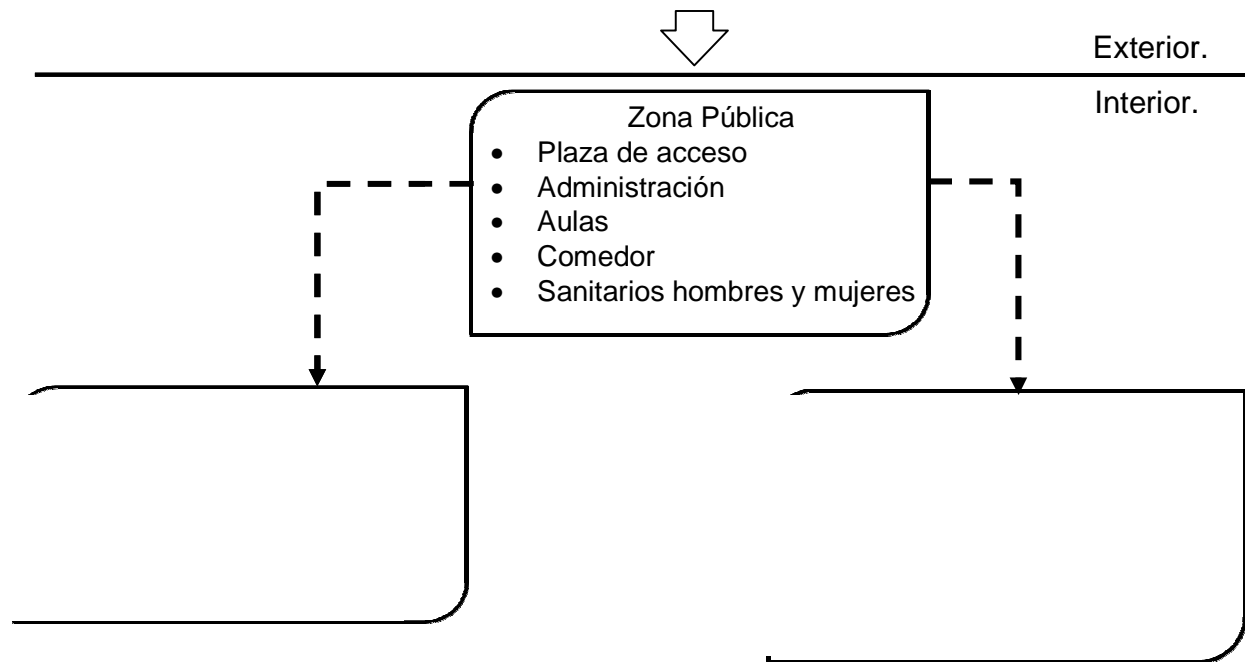 Exterior.
Interior.
Zona Pública
• Plaza de acceso
• Administración
• Aulas
• Comedor
• Sanitarios hombres y mujeres